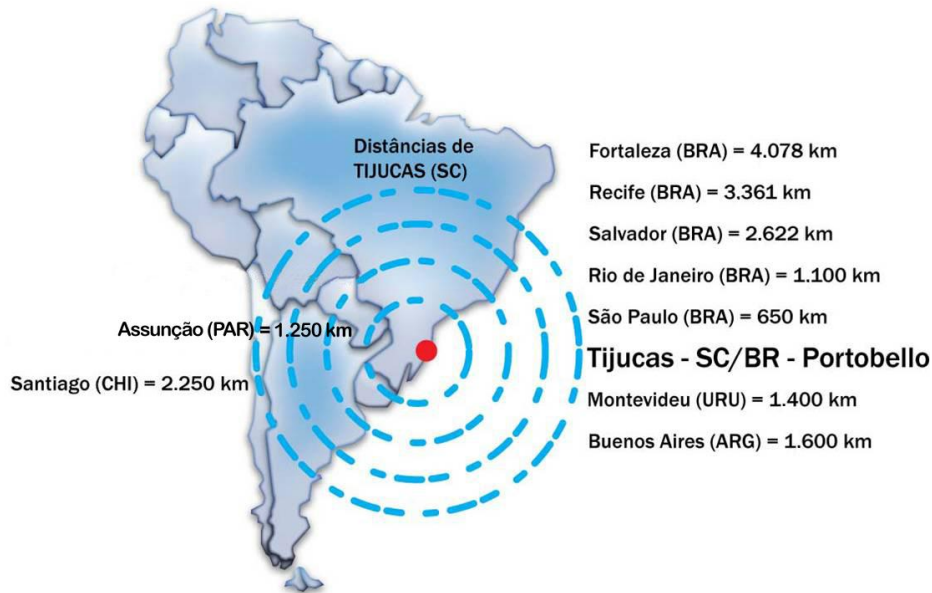 Distâncias de
TIJUCAS (SC)
Fortaleza (BRA) = 4.078 km
Recife (BRA) = 3.361 km
Salvador (BRA) = 2.622 km
Rio de Janeiro (BRA) = 1.100 km
São Paulo (BRA) = 650 km
Assunção (PAR) = 1.250 km
Tijucas - SC/BR - Portobello
Santiago (CHI) = 2.250 km
Montevideu (URU) = 1.400 km
Buenos Aires (ARG) = 1.600 km